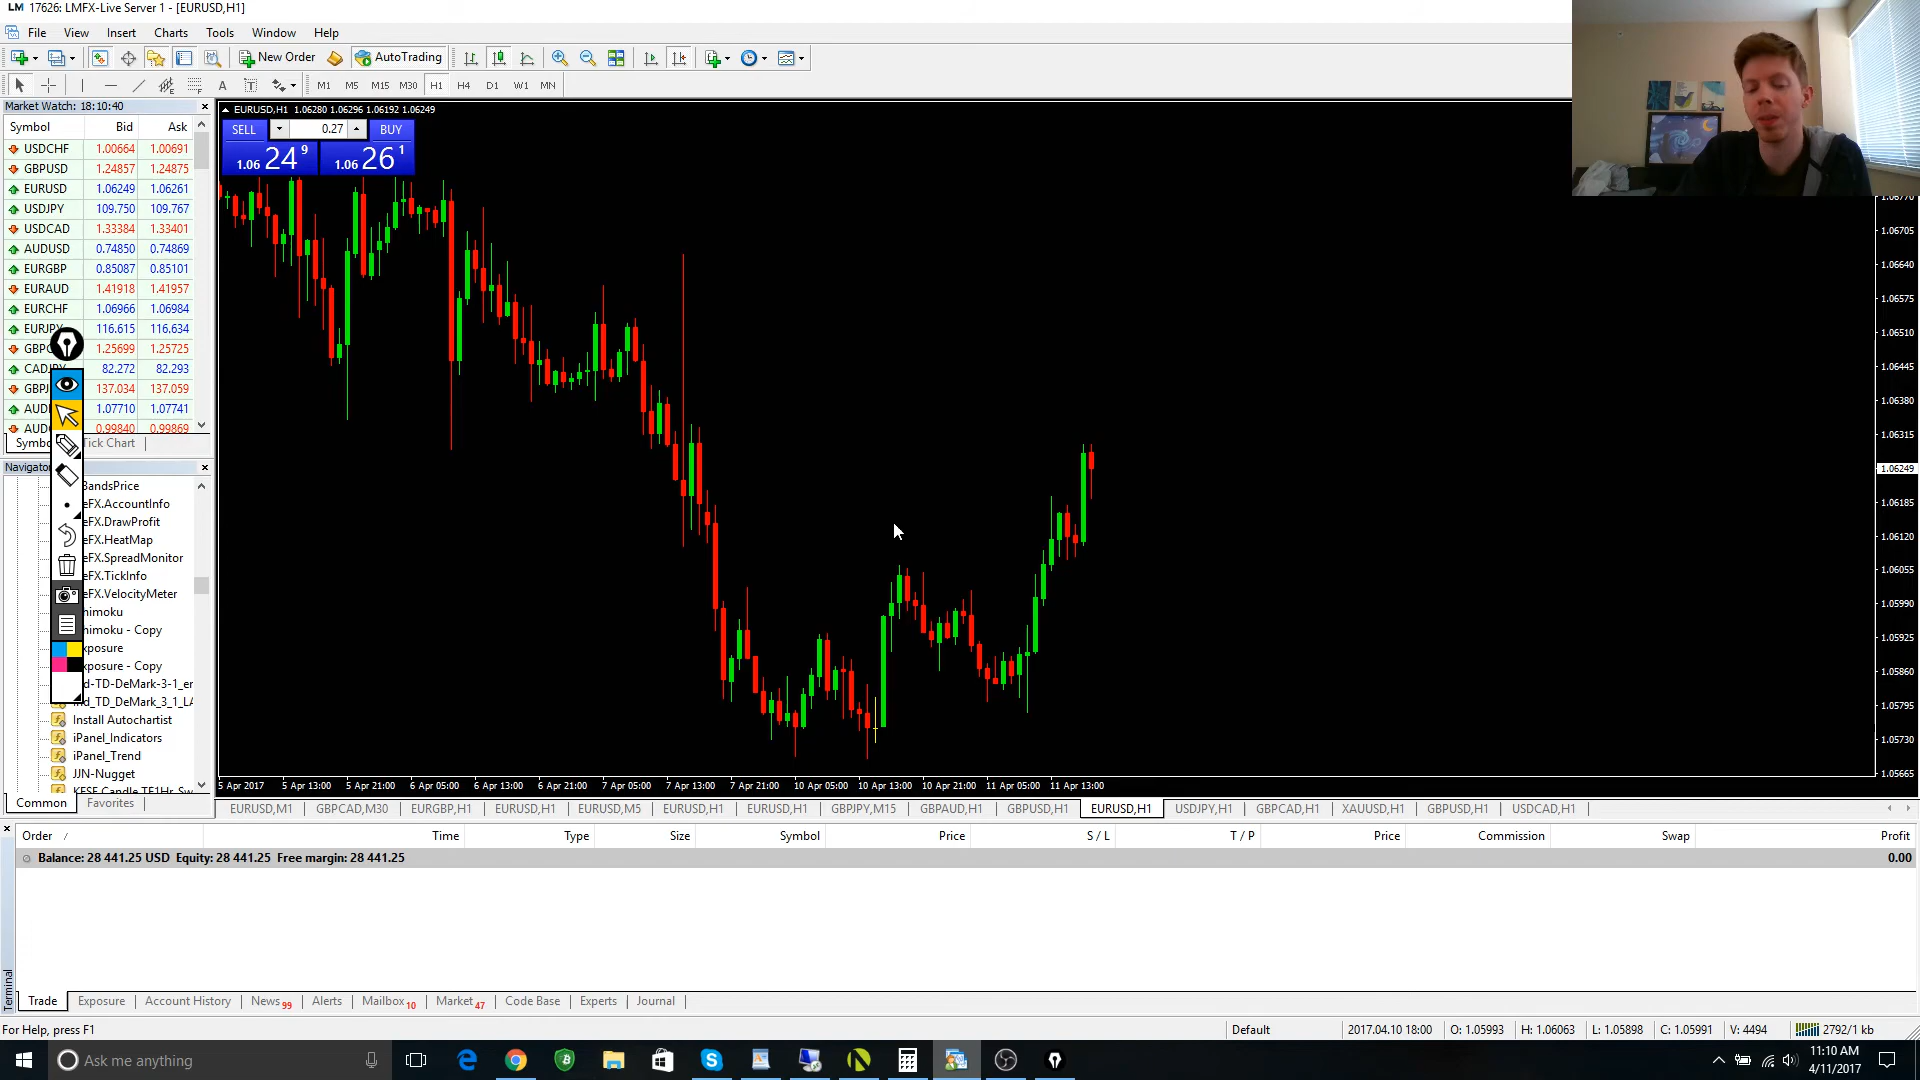 LM 17626: LMFX-Live Server 1 - [EURUSD,H1]
File View Insert Charts Tools Window Help
New Order AutoTrading
A T M1 M5 M15 M30 H1 H4 D1 W1 MN
Market Watch: 18:10:40
Symbol Bid Ask
USDCHF 1.00664 1.00691
GBPUSD 1.24857 1.24875
EURUSD 1.06249 1.06261
USDJPY 109.750 109.767
USDCAD 1.33384 1.33401
AUDUSD 0.74850 0.74869
EURGBP 0.85087 0.85101
EURAUD 1.41918 1.41957
EURCHF 1.06966 1.06984
EURJPY 116.615 116.634
GBPC 1.25699 1.25725
CADJPY 82.272 82.293
GBPJ 137.034 137.059
AUD 1.07710 1.07741
AUD 0.99840 0.99869
Symbo Tick Chart
Navigato
BandsPrice
eFX.AccountInfo
eFX.DrawProfit
eFX.HeatMap
eFX.SpreadMonitor
eFX.TickInfo
eFX.VelocityMeter
himoku
himoku - Copy
xposure
xposure - Copy
d-TD-DeMark-3-1_er
Ind_TD_DeMark_3_1_LA
Install Autochartist
iPanel_Indicators
iPanel_Trend
JJN-Nugget
Common Favorites
EURUSD,H1 1.06280 1.06296 1.06192 1.06249
SELL 0.27 BUY
1.06 24 9 1.06 26 1
1.06770
1.06705
1.06640
1.06575
1.06510
1.06445
1.06380
1.06315
1.06249
1.06185
1.06120
1.06055
1.05990
1.05925
1.05860
1.05795
1.05730
1.05665
5 Apr 2017 5 Apr 13:00 5 Apr 21:00 6 Apr 05:00 6 Apr 13:00 6 Apr 21:00 7 Apr 05:00 7 Apr 13:00 7 Apr 21:00 10 Apr 05:00 10 Apr 13:00 10 Apr 21:00 11 Apr 05:00 11 Apr 13:00
EURUSD,M1 GBPCAD,M30 EURGBP,H1 EURUSD,H1 EURUSD,M5 EURUSD,H1 EURUSD,H1 GBPJPY,M15 GBPAUD,H1 GBPUSD,H1 EURUSD,H1 USDJPY,H1 GBPCAD,H1 XAUUSD,H1 GBPUSD,H1 USDCAD,H1
Order / Time Type Size Symbol Price S / L T / P Price Commission Swap Profit
Balance: 28 441.25 USD Equity: 28 441.25 Free margin: 28 441.25 0.00
Terminal
Trade Exposure Account History News 99 Alerts Mailbox 10 Market 47 Code Base Experts Journal
For Help, press F1 Default 2017.04.10 18:00 O: 1.05993 H: 1.06063 L: 1.05898 C: 1.05991 V: 4494 2792/1 kb
Ask me anything
11:10 AM
4/11/2017